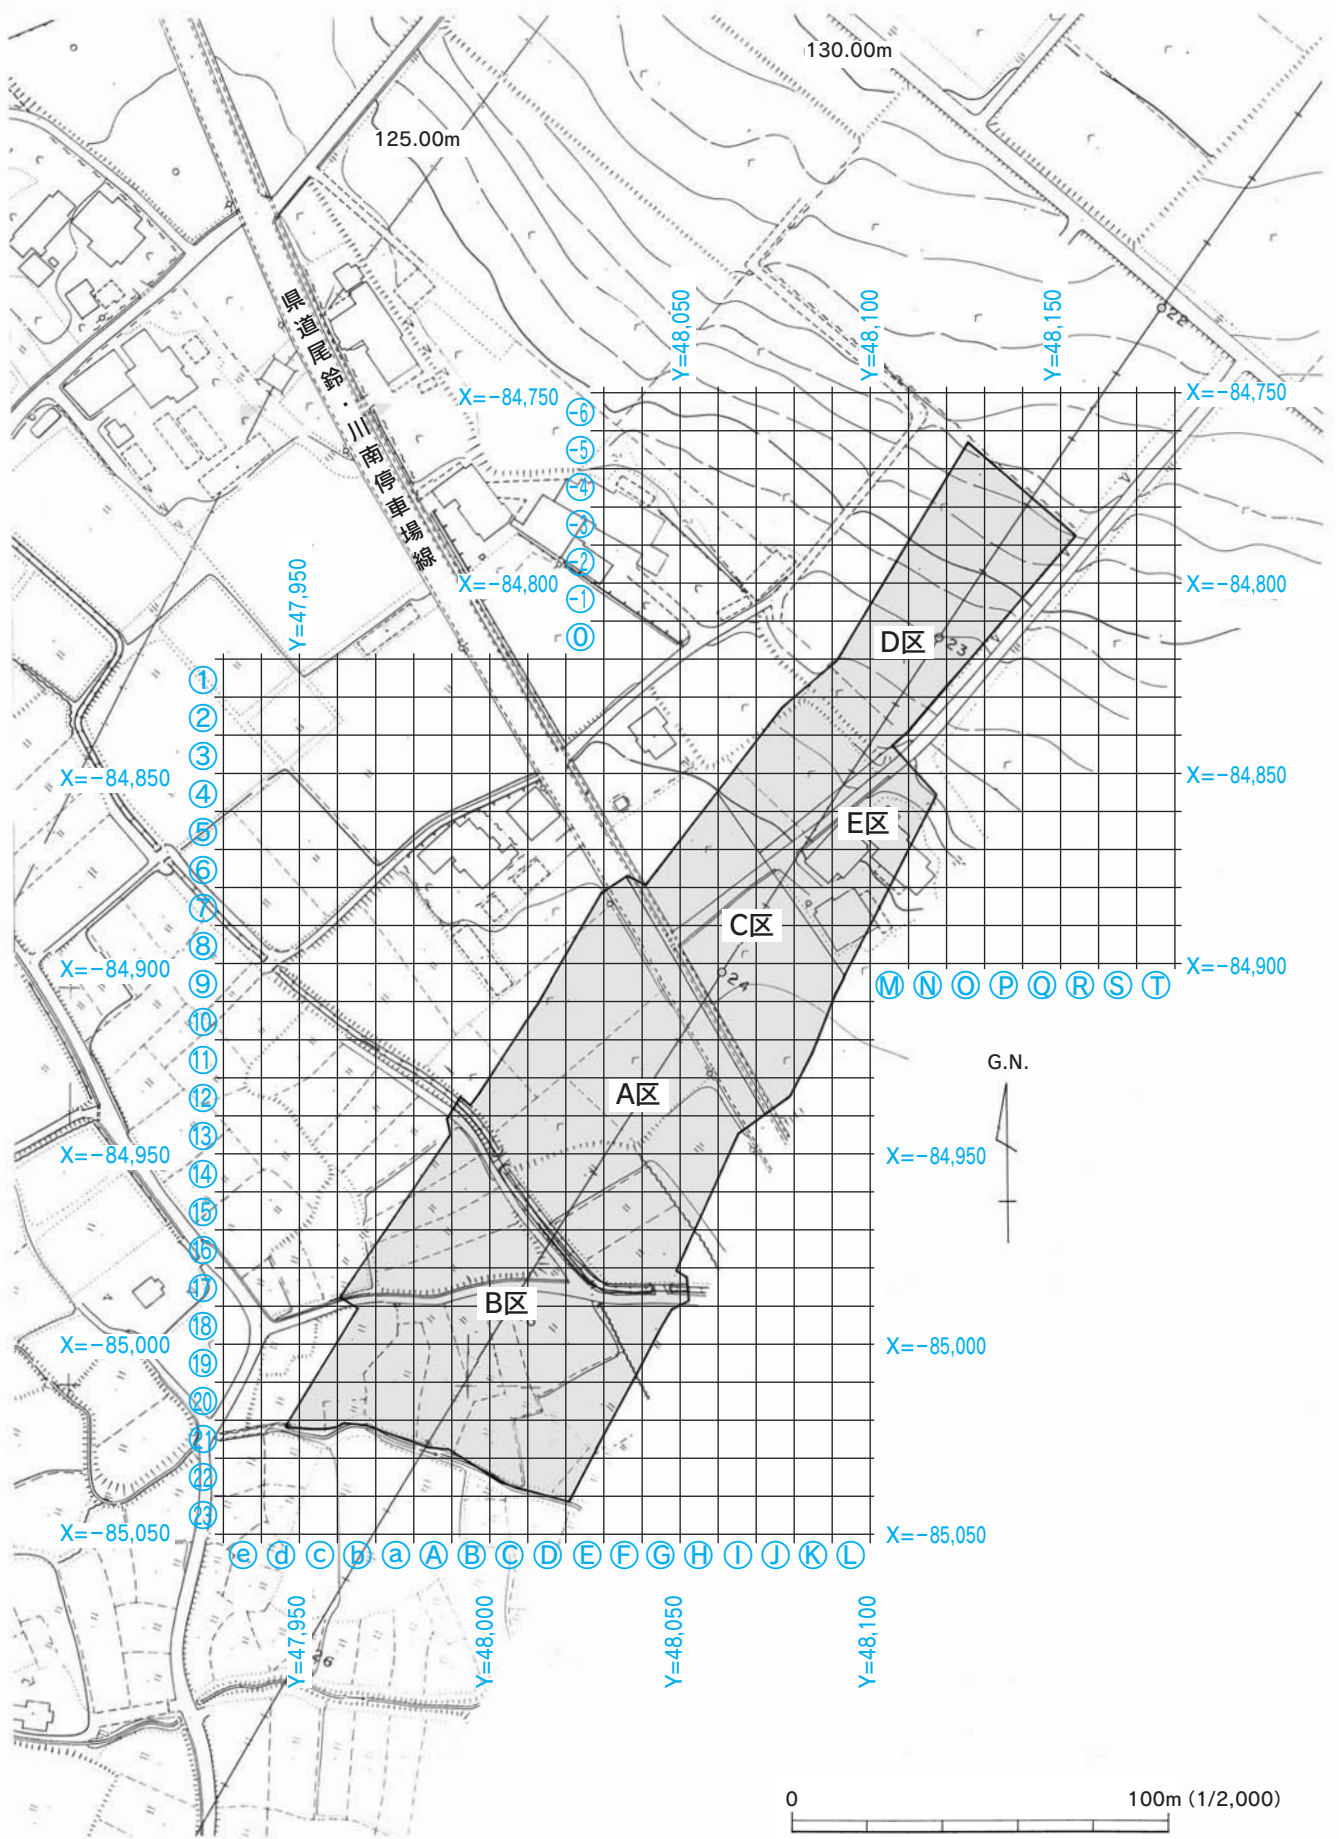 130.00m
125.00m
県道尾鈴・川南停車場線
Y=48,050
Y=48,100
Y=48,150
22
X=-84,750
X=-84,750
-6
-5
-4
-3
-2
-1
0
X=-84,800
X=-84,800
Y=47,950
D区
23
①
②
③
④
⑤
⑥
⑦
⑧
⑨
⑩
⑪
⑫
⑬
⑭
⑮
⑯
⑰
⑱
⑲
⑳
㉑
㉒
㉓
X=-84,850
X=-84,850
E区
C区
24
X=-84,900
X=-84,900
Ⓜ Ⓝ Ⓞ Ⓟ Ⓠ Ⓡ Ⓢ Ⓣ
G.N.
A区
X=-84,950
X=-84,950
B区
X=-85,000
X=-85,000
X=-85,050
X=-85,050
ⓔ ⓓ ⓒ ⓑ ⓐ Ⓐ Ⓑ Ⓒ Ⓓ Ⓔ Ⓕ Ⓖ Ⓗ Ⓘ Ⓙ Ⓚ Ⓛ
Y=47,950
Y=48,000
Y=48,050
Y=48,100
26
0 100m (1/2,000)